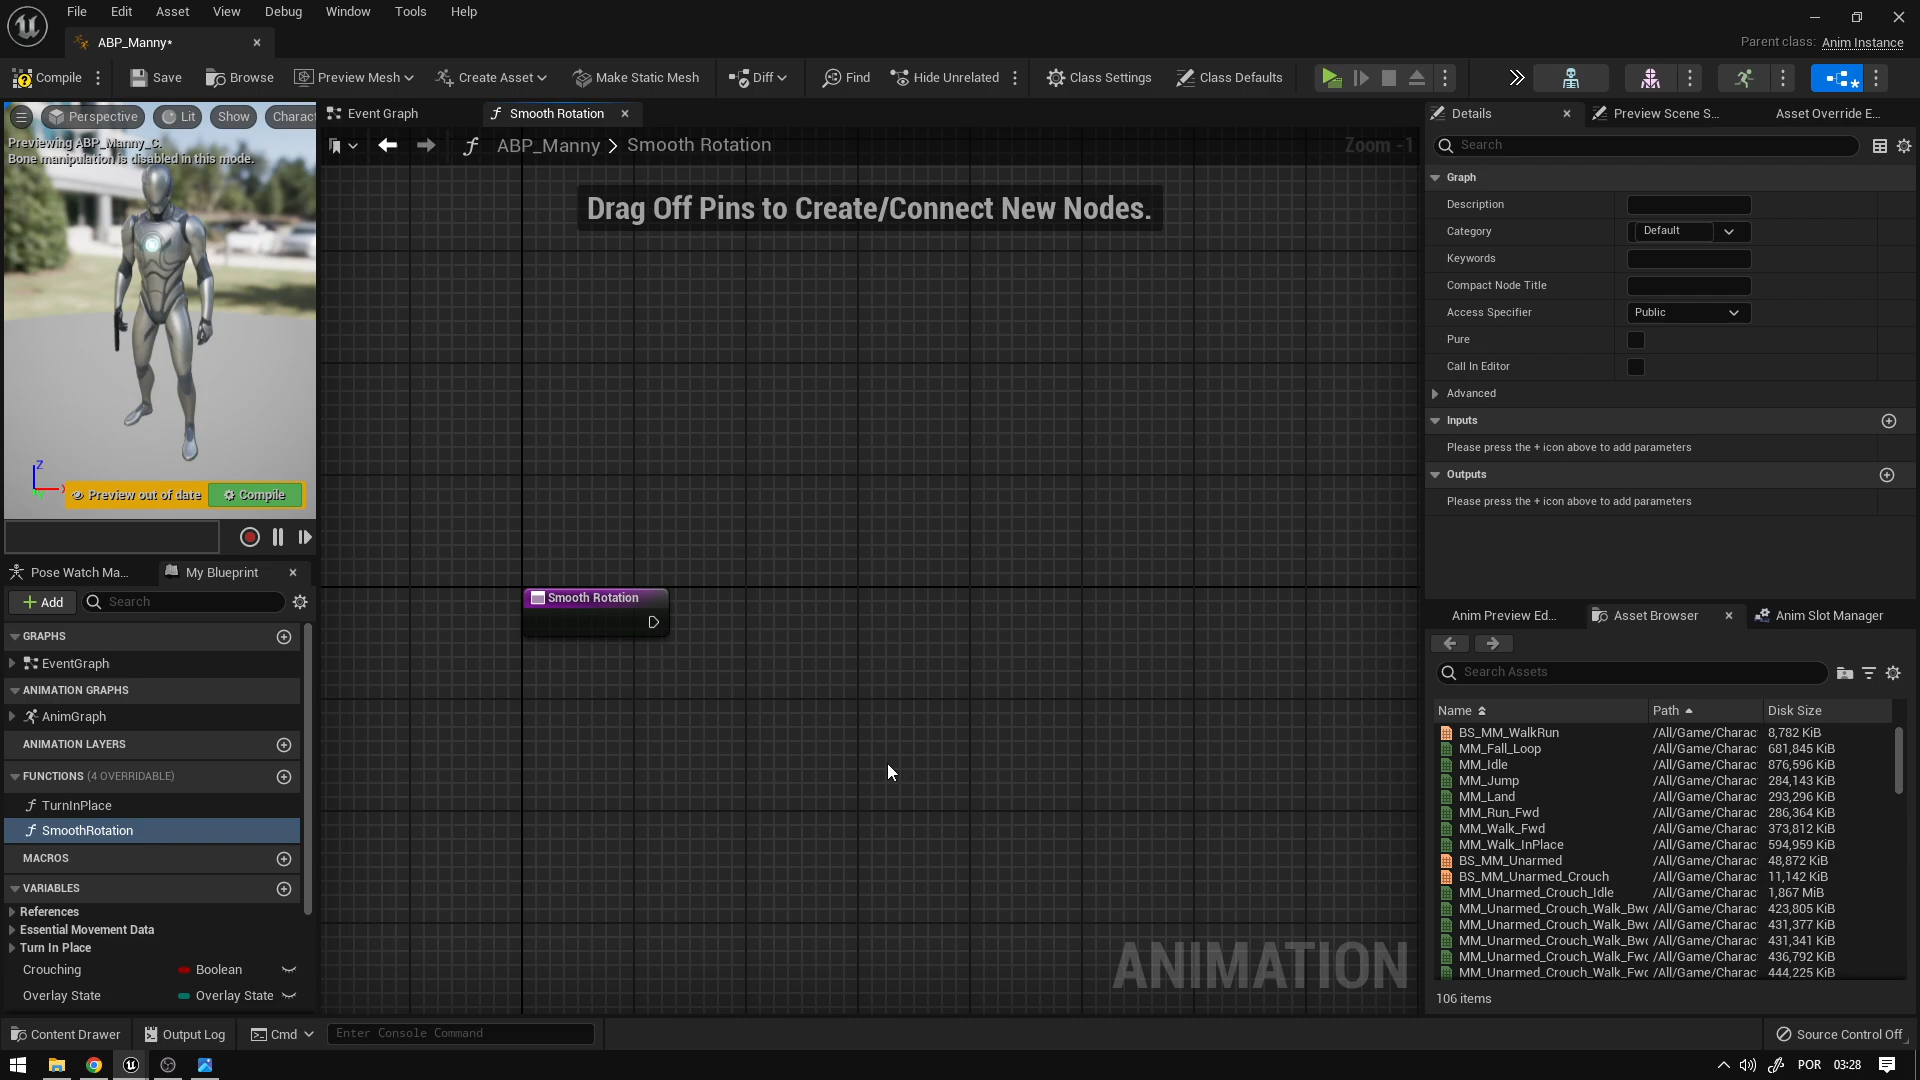 File Edit Asset View Debug Window Tools Help
ABP_Manny*
Parent class: Anim Instance
Compile Save Browse Preview Mesh Create Asset Make Static Mesh Diff Find Hide Unrelated Class Settings Class Defaults
Perspective Lit Show Charact
Previewing ABP_Manny_C.
Bone manipulation is disabled in this mode.
Z
X
Preview out of date Compile
Event Graph
Smooth Rotation
ABP_Manny > Smooth Rotation
Zoom -1
Drag Off Pins to Create/Connect New Nodes.
Smooth Rotation
ANIMATION
Pose Watch Ma...
My Blueprint
Add
Search
GRAPHS
EventGraph
ANIMATION GRAPHS
AnimGraph
ANIMATION LAYERS
FUNCTIONS (4 OVERRIDABLE)
TurnInPlace
SmoothRotation
MACROS
VARIABLES
References
Essential Movement Data
Turn In Place
Crouching Boolean
Overlay State Overlay State
Details
Preview Scene S...
Asset Override E...
Search
Graph
Description
Category Default
Keywords
Compact Node Title
Access Specifier Public
Pure
Call In Editor
Advanced
Inputs
Please press the + icon above to add parameters
Outputs
Please press the + icon above to add parameters
Anim Preview Ed...
Asset Browser
Anim Slot Manager
Search Assets
Name Path Disk Size
BS_MM_WalkRun /All/Game/Charac 8,782 KiB
MM_Fall_Loop /All/Game/Charac 681,845 KiB
MM_Idle /All/Game/Charac 876,596 KiB
MM_Jump /All/Game/Charac 284,143 KiB
MM_Land /All/Game/Charac 293,296 KiB
MM_Run_Fwd /All/Game/Charac 286,364 KiB
MM_Walk_Fwd /All/Game/Charac 373,812 KiB
MM_Walk_InPlace /All/Game/Charac 594,959 KiB
BS_MM_Unarmed /All/Game/Charac 48,872 KiB
BS_MM_Unarmed_Crouch /All/Game/Charac 11,142 KiB
MM_Unarmed_Crouch_Idle /All/Game/Charac 1,867 MiB
MM_Unarmed_Crouch_Walk_Bwc /All/Game/Charac 423,805 KiB
MM_Unarmed_Crouch_Walk_Bwc /All/Game/Charac 431,377 KiB
MM_Unarmed_Crouch_Walk_Bwc /All/Game/Charac 431,341 KiB
MM_Unarmed_Crouch_Walk_Fwc /All/Game/Charac 436,792 KiB
MM_Unarmed_Crouch_Walk_Fwc /All/Game/Charac 444,225 KiB
106 items
Content Drawer Output Log Cmd Enter Console Command
Source Control Off
POR 03:28